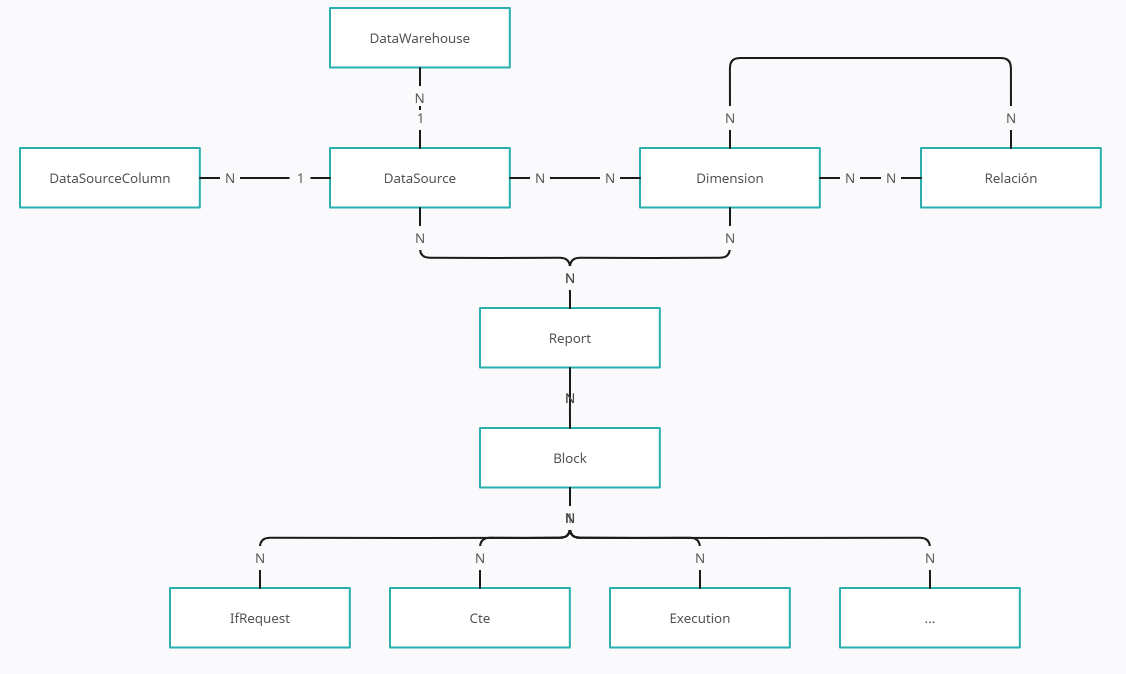 DataWarehouse
N
1
N
N
DataSourceColumn
N
1
DataSource
N
N
Dimension
N
N
Relación
N
N
N
Report
N
Block
N
N
N
N
N
IfRequest
Cte
Execution
...